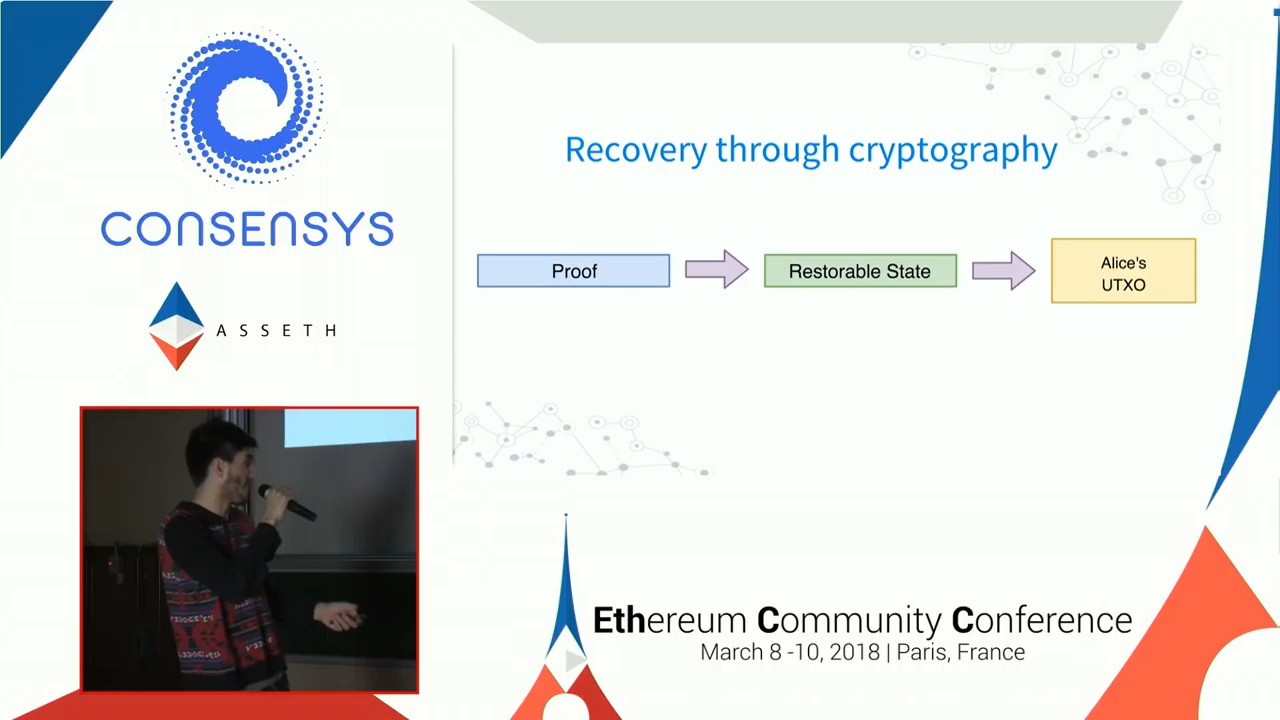 CONSENSYS
ASSETH
Recovery through cryptography
Proof
Restorable State
Alice's
UTXO
Ethereum Community Conference
March 8 -10, 2018 | Paris, France